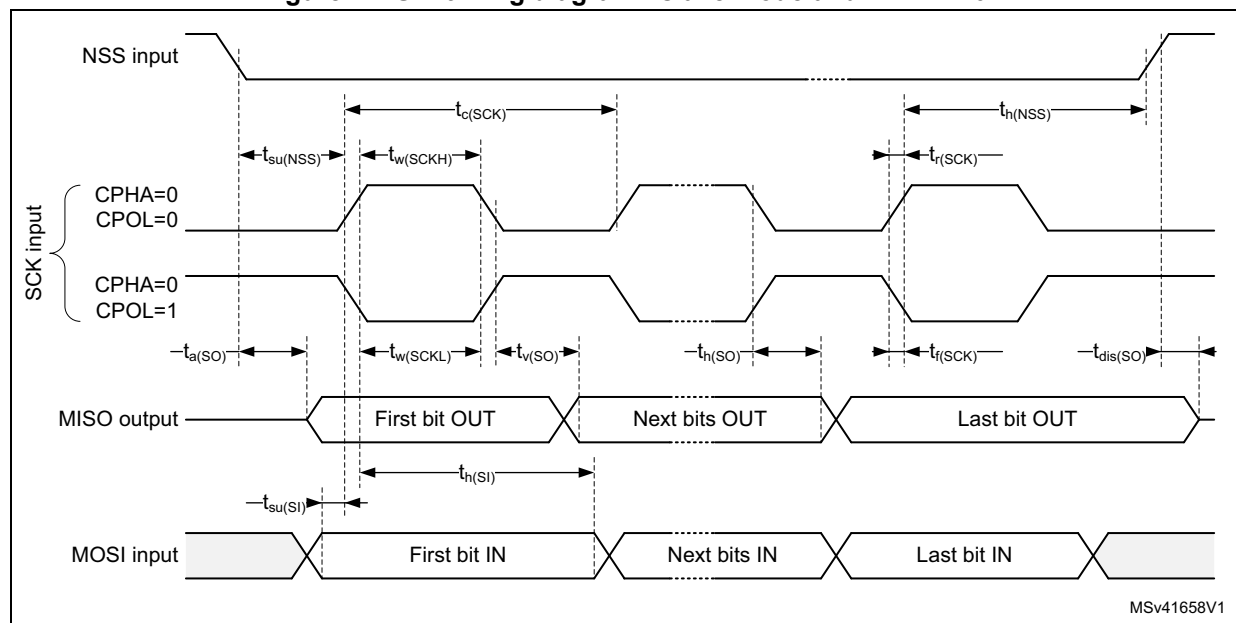 NSS input
tc(SCK)
th(NSS)
tsu(NSS)
tw(SCKH)
tr(SCK)
CPHA=0
CPOL=0
SCK input
CPHA=0
CPOL=1
ta(SO)
tw(SCKL)
tv(SO)
th(SO)
tf(SCK)
tdis(SO)
MISO output
First bit OUT
Next bits OUT
Last bit OUT
th(SI)
tsu(SI)
MOSI input
First bit IN
Next bits IN
Last bit IN
MSv41658V1